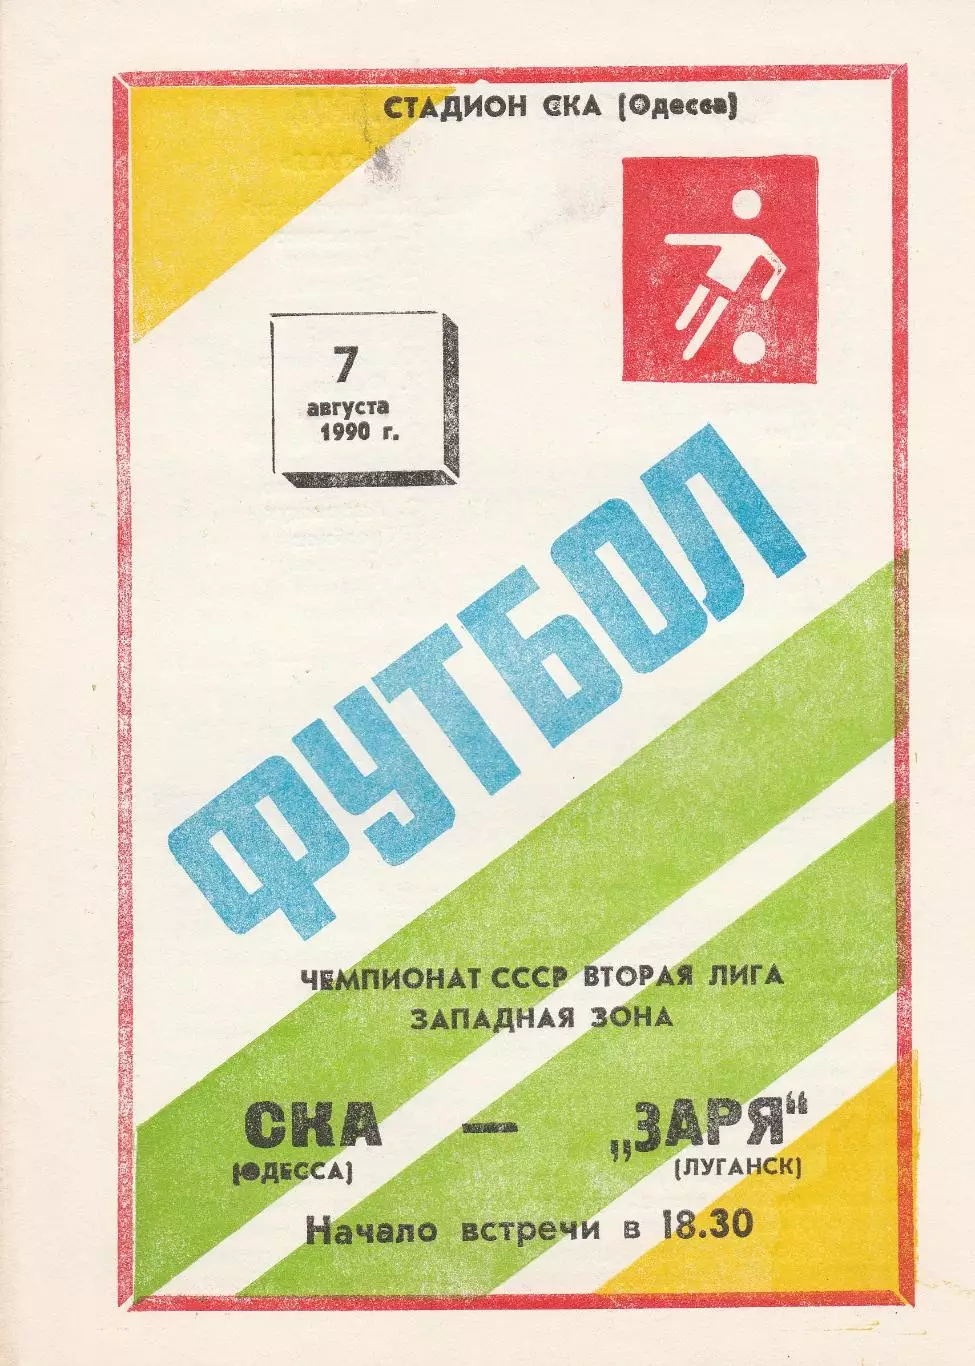 СТАДИОН СКА (Одесса)
7
августа
1990 г.
ФУТБОЛ
ЧЕМПИОНАТ СССР ВТОРАЯ ЛИГА
ЗАПАДНАЯ ЗОНА
СКА — „ЗАРЯ“
(ОДЕССА) (ЛУГАНСК)
Начало встречи в 18.30